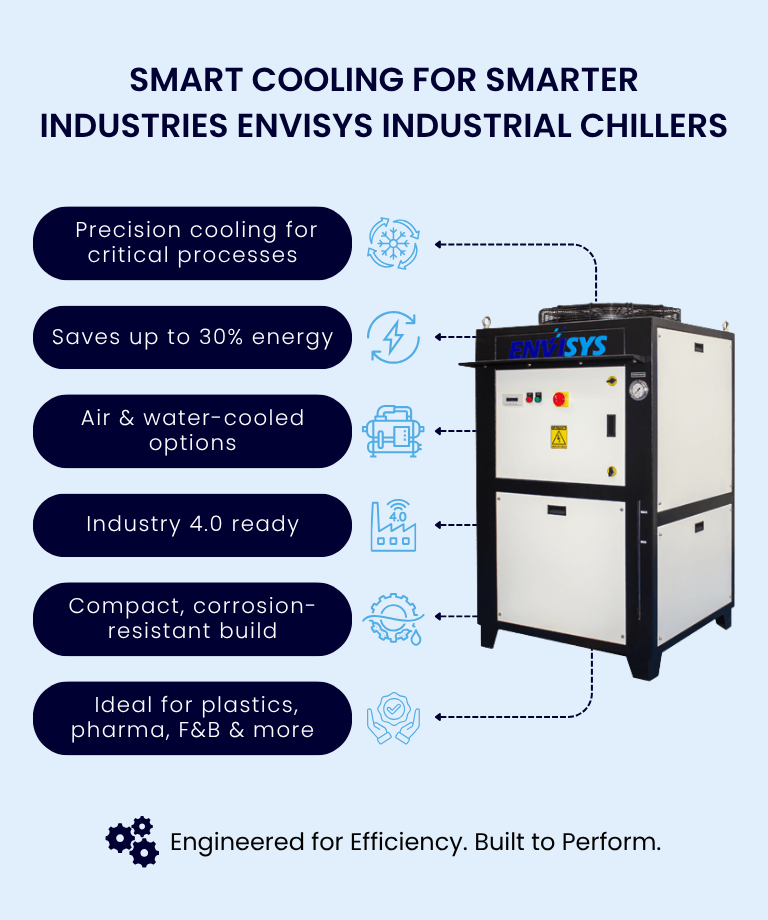 SMART COOLING FOR SMARTER
INDUSTRIES ENVISYS INDUSTRIAL CHILLERS
Precision cooling for
critical processes
Saves up to 30% energy
ENVISYS
Air & water-cooled
options
Industry 4.0 ready
4.0
Compact, corrosion-
resistant build
Ideal for plastics,
pharma, F&B & more
Engineered for Efficiency. Built to Perform.